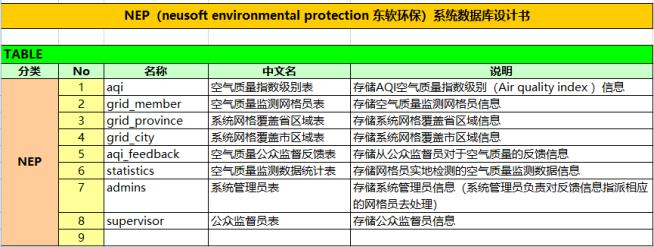 NEP（neusoft environmental protection 东软环保）系统数据库设计书
TABLE
分类 No 名称 中文名 说明
NEP
1 aqi 空气质量指数级别表 存储AQI空气质量指数级别（Air quality index ）信息
2 grid_member 空气质量监测网格员表 存储空气质量监测网格员信息
3 grid_province 系统网格覆盖省区域表 存储系统网格覆盖省区域信息
4 grid_city 系统网格覆盖市区域表 存储系统网格覆盖市区域信息
5 aqi_feedback 空气质量公众监督反馈表 存储从公众监督员对于空气质量的反馈信息
6 statistics 空气质量监测数据统计表 存储网格员实地检测的空气质量监测数据信息
7 admins 系统管理员表 存储系统管理员信息（系统管理员负责对反馈信息指派相应
的网格员去处理）
8 supervisor 公众监督员表 存储公众监督员信息
9